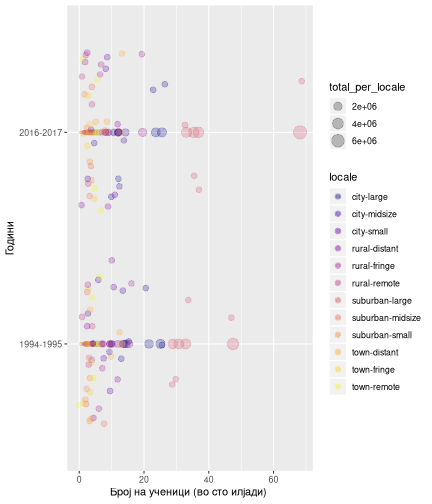 2016-2017
1994-1995
Години
0
20
40
60
Број на ученици (во сто илјади)
total_per_locale
2e+06
4e+06
6e+06
locale
city-large
city-midsize
city-small
rural-distant
rural-fringe
rural-remote
suburban-large
suburban-midsize
suburban-small
town-distant
town-fringe
town-remote